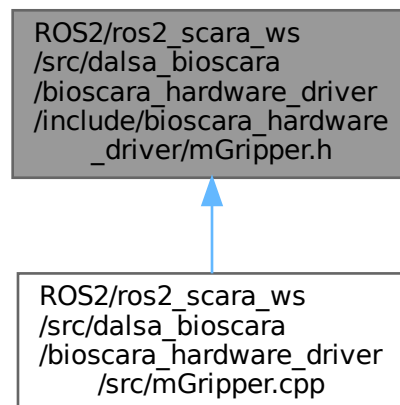 ROS2/ros2_scara_ws
/src/dalsa_bioscara
/bioscara_hardware_driver
/include/bioscara_hardware
_driver/mGripper.h
ROS2/ros2_scara_ws
/src/dalsa_bioscara
/bioscara_hardware_driver
/src/mGripper.cpp